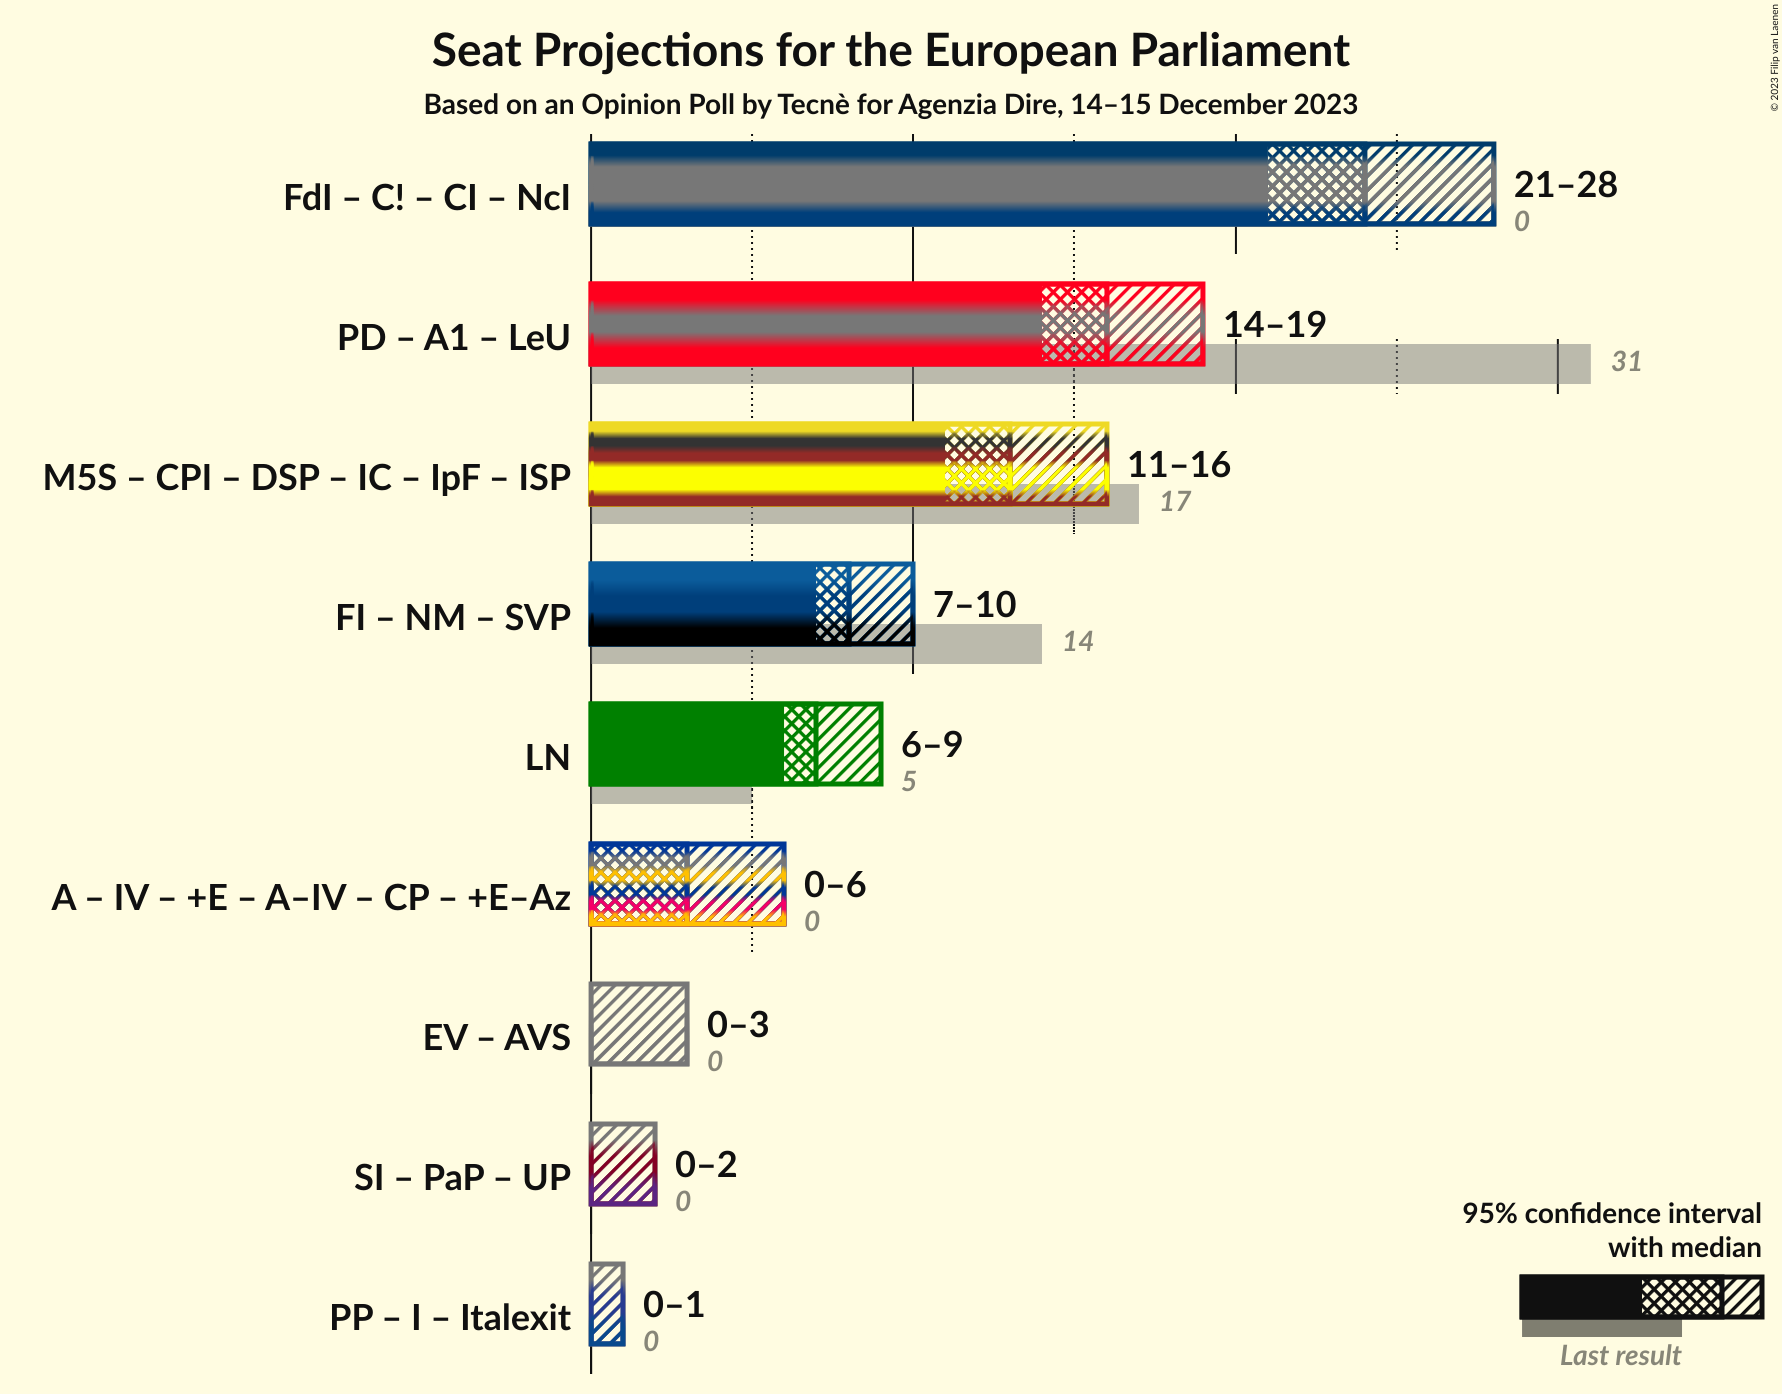 Seat Projections for the European Parliament
Based on an Opinion Poll by Tecnè for Agenzia Dire, 14–15 December 2023
© 2023 Filip van Laenen
FdI – C! – CI – NcI
21–28
0
PD – A1 – LeU
14–19
31
M5S – CPI – DSP – IC – IpF – ISP
11–16
17
FI – NM – SVP
7–10
14
LN
6–9
5
A – IV – +E – A–IV – CP – +E–Az
0–6
0
EV – AVS
0–3
0
SI – PaP – UP
0–2
0
PP – I – Italexit
0–1
0
95% confidence interval
with median
Last result